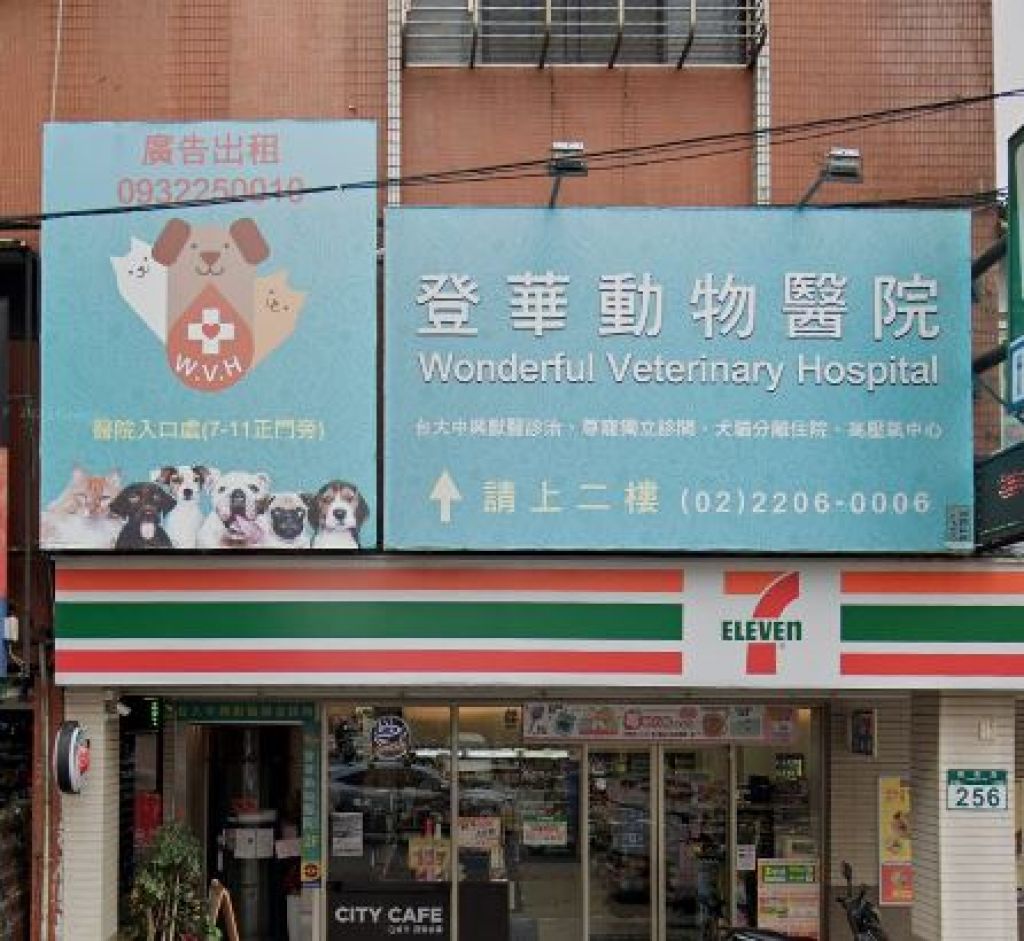 廣告出租
0932250010
W.V.H
醫院入口處(7-11正門旁)
登華動物醫院
Wonderful Veterinary Hospital
台大中興獸醫診治、尊寵獨立診間、犬貓分離住院、高壓氧中心
請上二樓 (02)2206-0006
7
ELEVEN
256
CITY CAFE